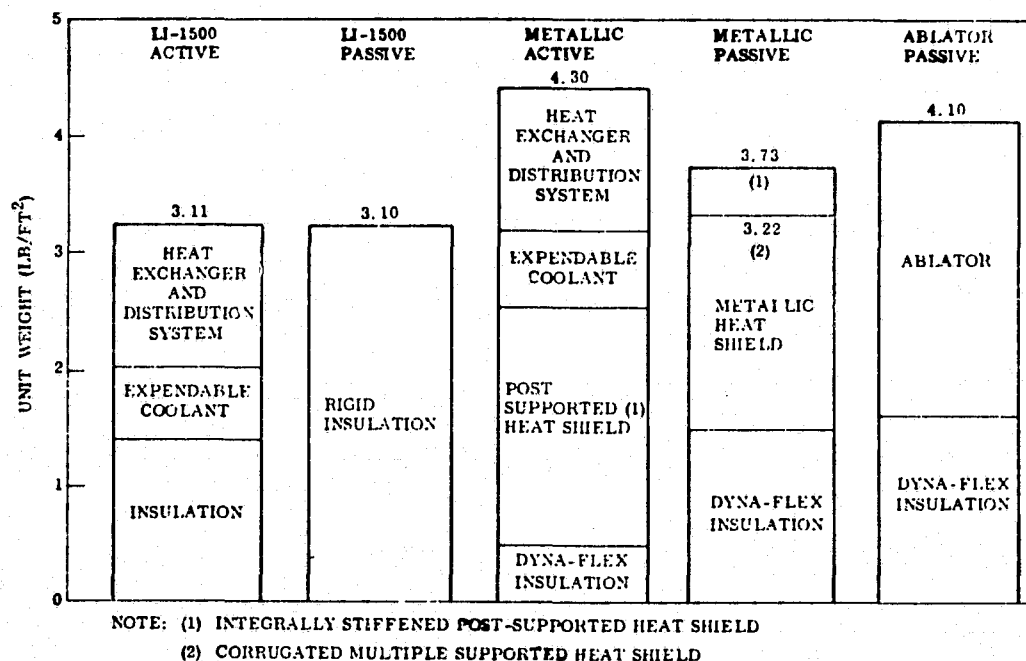 UNIT WEIGHT (LB/FT²)
5
4
3
2
1
0
LI-1500
ACTIVE
3.11
HEAT
EXCHANGER
AND
DISTRIBUTION
SYSTEM
EXPENDABLE
COOLANT
INSULATION
LI-1500
PASSIVE
3.10
RIGID
INSULATION
METALLIC
ACTIVE
4.30
HEAT
EXCHANGER
AND
DISTRIBUTION
SYSTEM
EXPENDABLE
COOLANT
POST
SUPPORTED (1)
HEAT SHIELD
DYNA-FLEX
INSULATION
METALLIC
PASSIVE
3.73
(1)
3.22
(2)
METALLIC
HEAT
SHIELD
DYNA-FLEX
INSULATION
ABLATOR
PASSIVE
4.10
ABLATOR
DYNA-FLEX
INSULATION
NOTE: (1) INTEGRALLY STIFFENED POST-SUPPORTED HEAT SHIELD
(2) CORRUGATED MULTIPLE SUPPORTED HEAT SHIELD